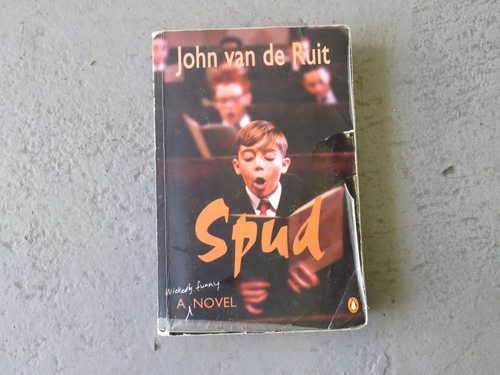 John van de Ruit
Spud
Wickedly funny
A NOVEL